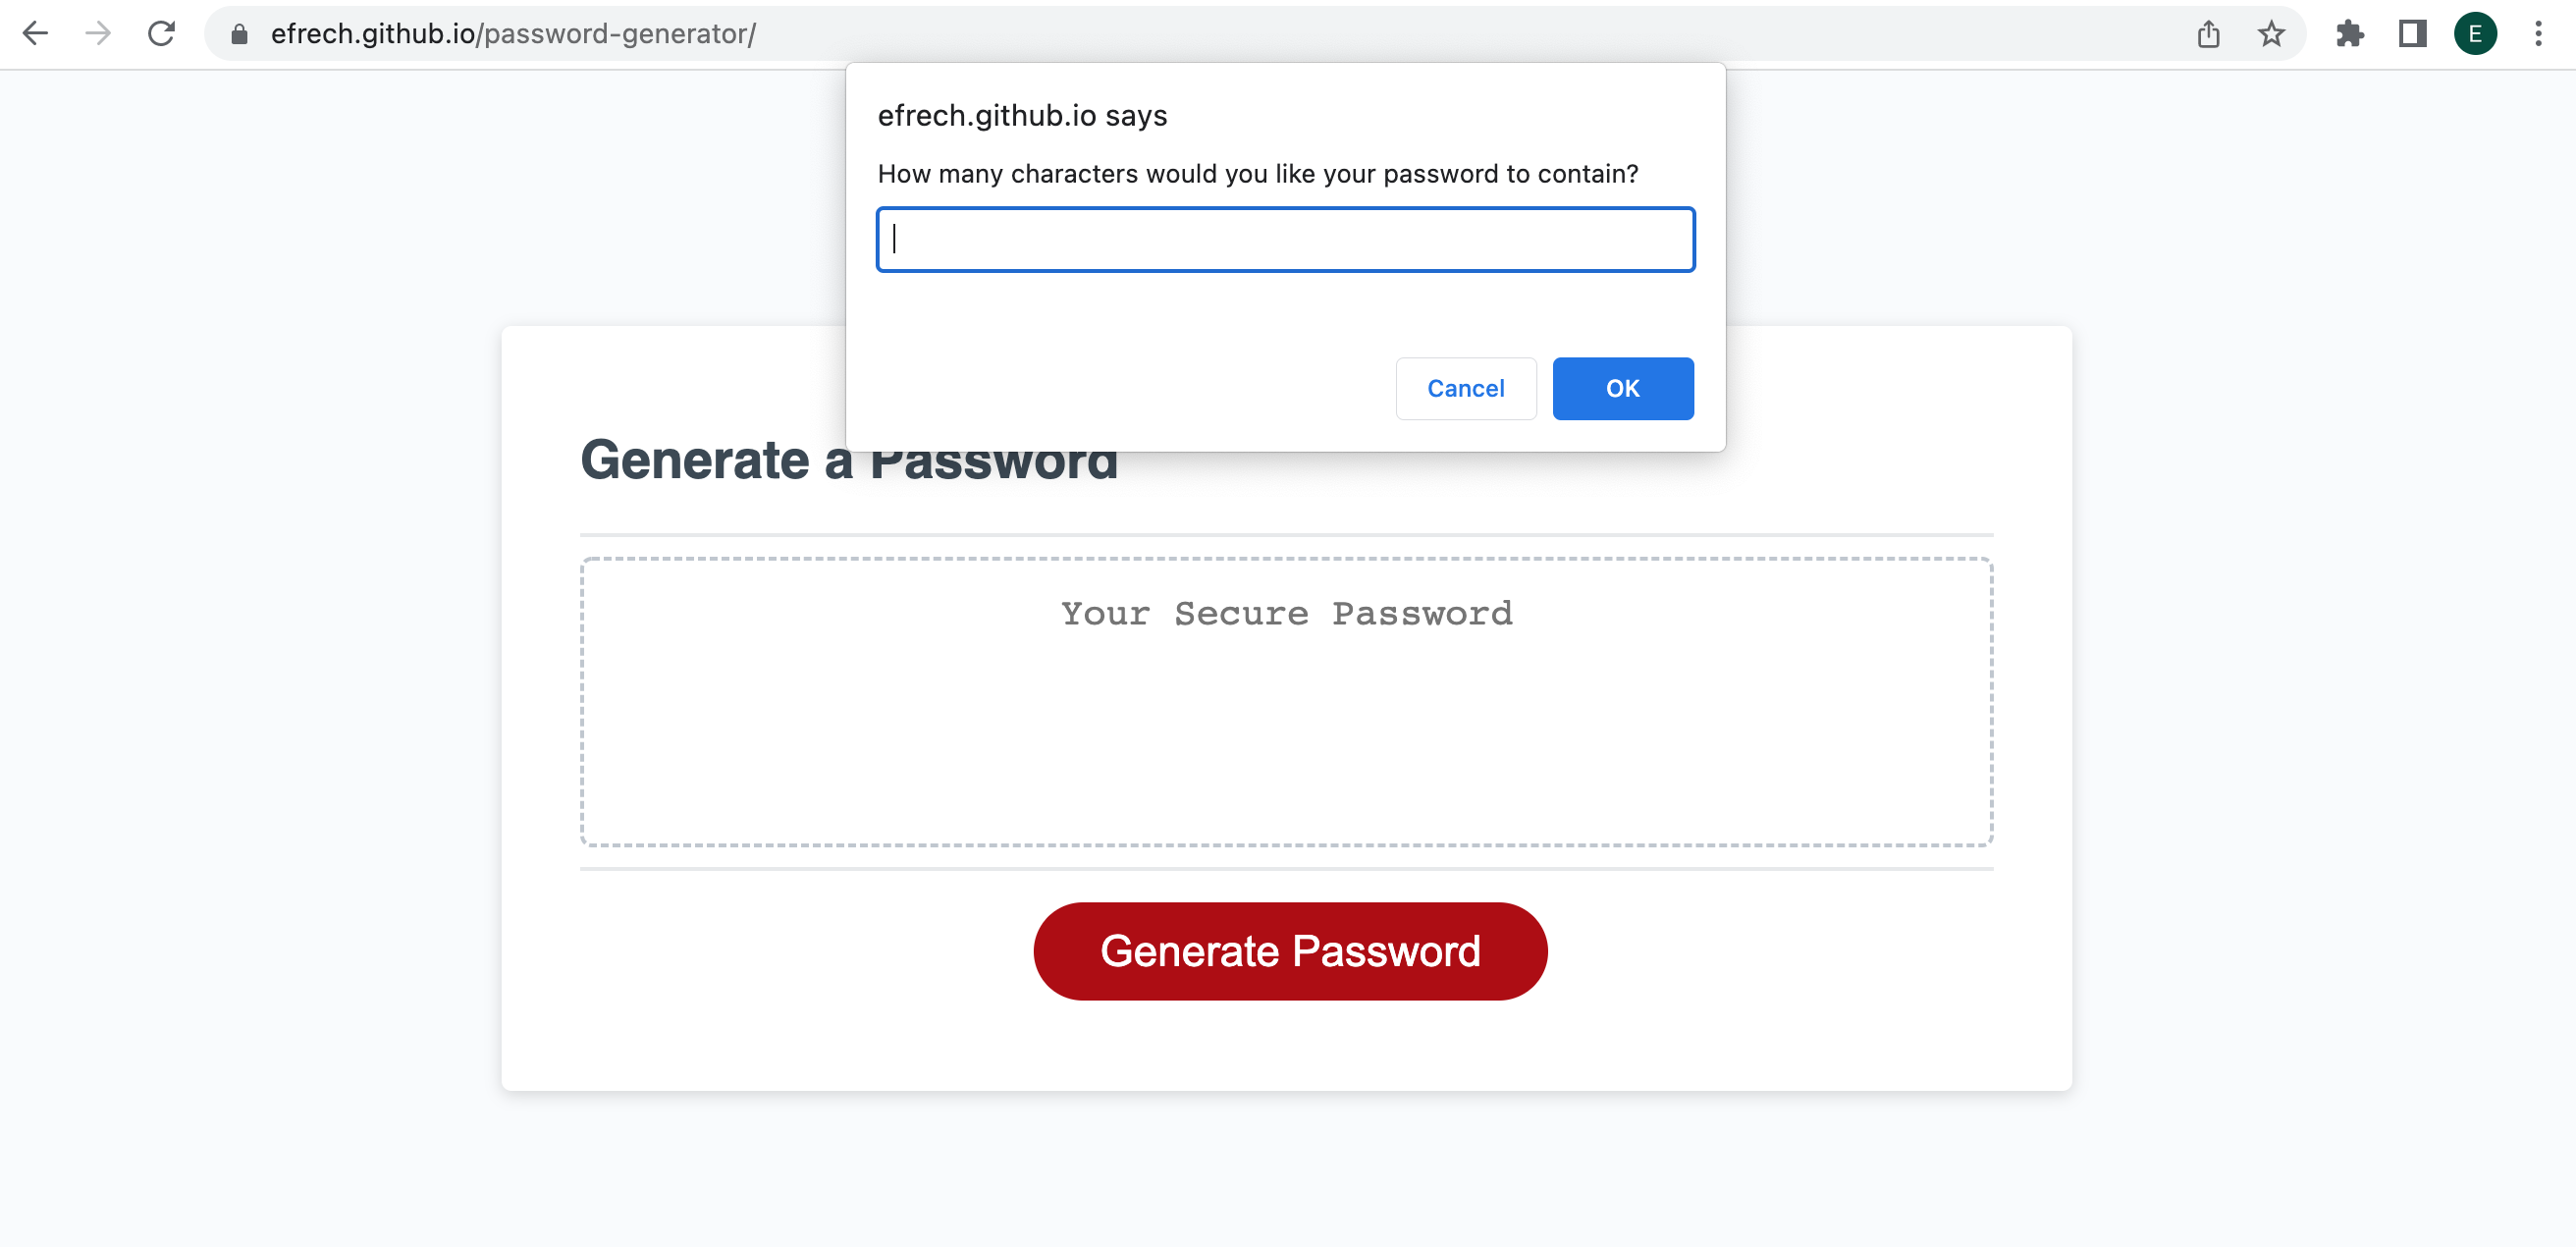 efrech.github.io/password-generator/
E
efrech.github.io says
How many characters would you like your password to contain?
Cancel
OK
Generate a Password
Your Secure Password
Generate Password